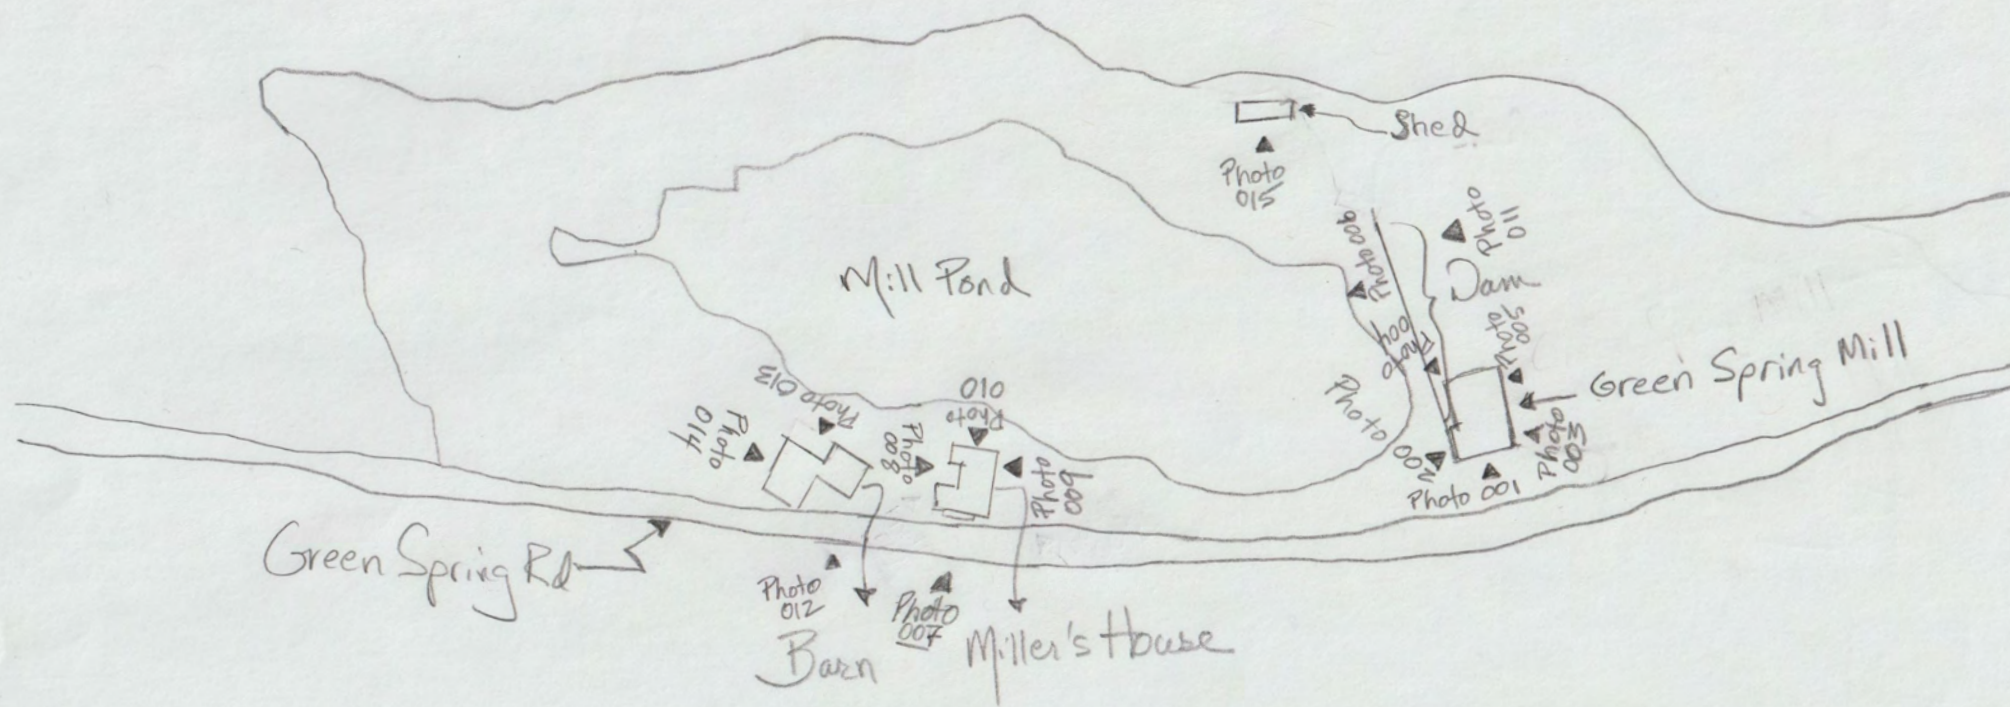 Shed
Photo
015
Photo
011
Photo 006
Dam
Mill Pond
Photo
004
Photo
005
Green Spring Mill
Photo 013
010
Photo
Photo
014
Photo
008
Photo
009
Photo
002
Photo
003
Photo 001
Green Spring Rd
Photo
012
Photo
007
Barn
Miller's House